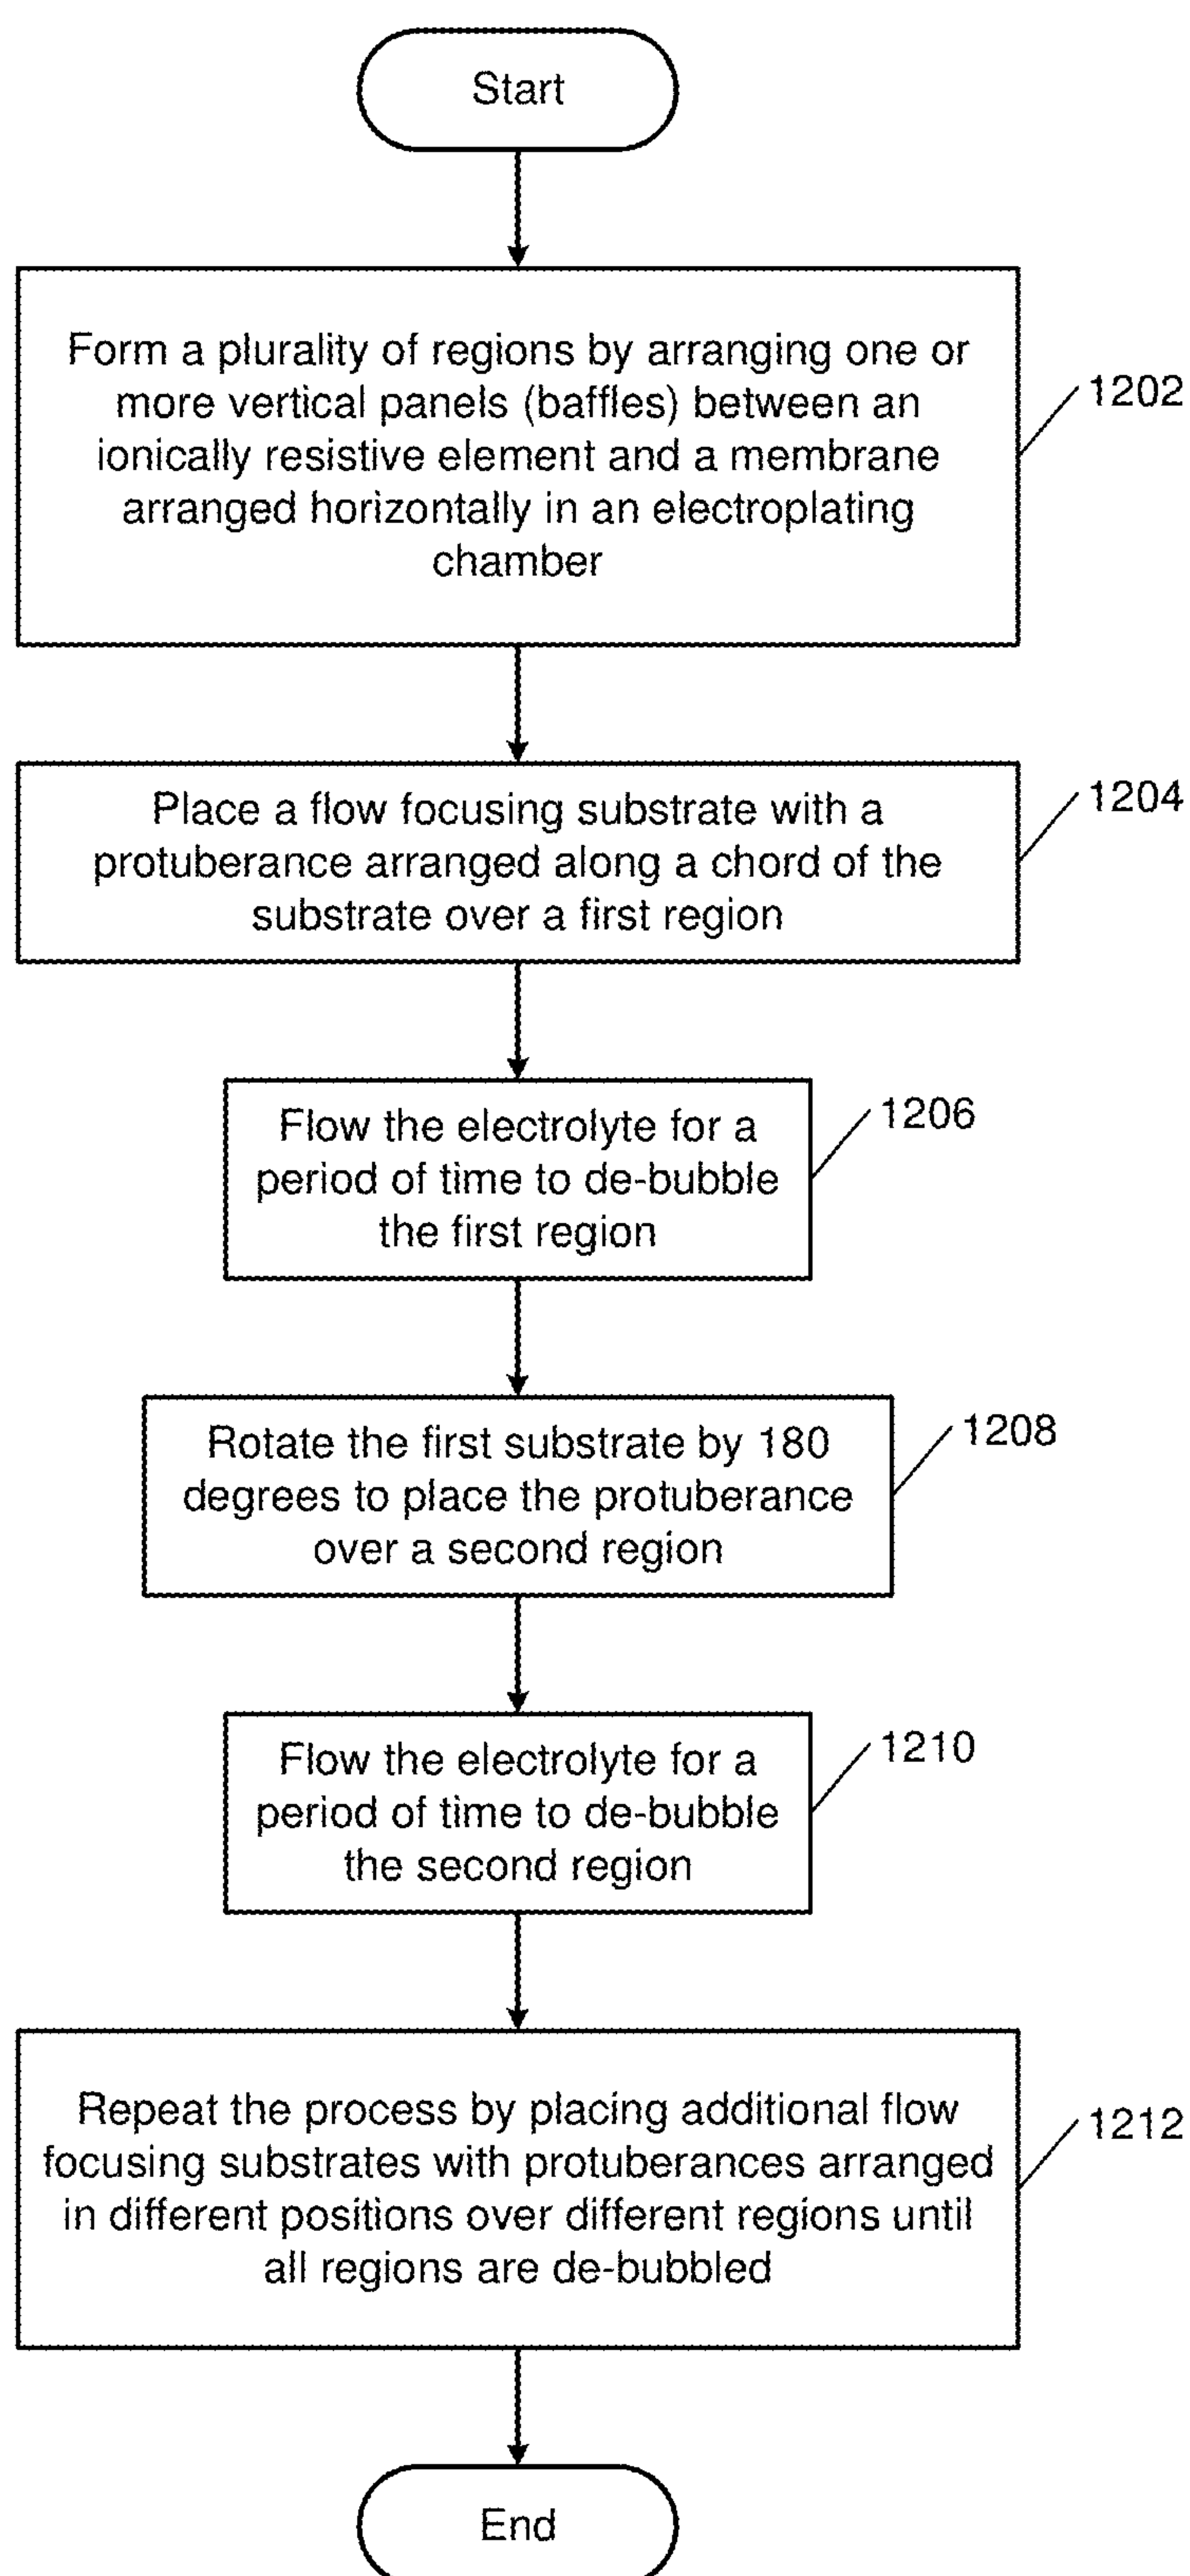 Start
Form a plurality of regions by arranging one or
more vertical panels (baffles) between an
ionically resistive element and a membrane
arranged horizontally in an electroplating
chamber
1202
Place a flow focusing substrate with a
protuberance arranged along a chord of the
substrate over a first region
1204
Flow the electrolyte for a
period of time to de-bubble
the first region
1206
Rotate the first substrate by 180
degrees to place the protuberance
over a second region
1208
Flow the electrolyte for a
period of time to de-bubble
the second region
1210
Repeat the process by placing additional flow
focusing substrates with protuberances arranged
in different positions over different regions until
all regions are de-bubbled
1212
End